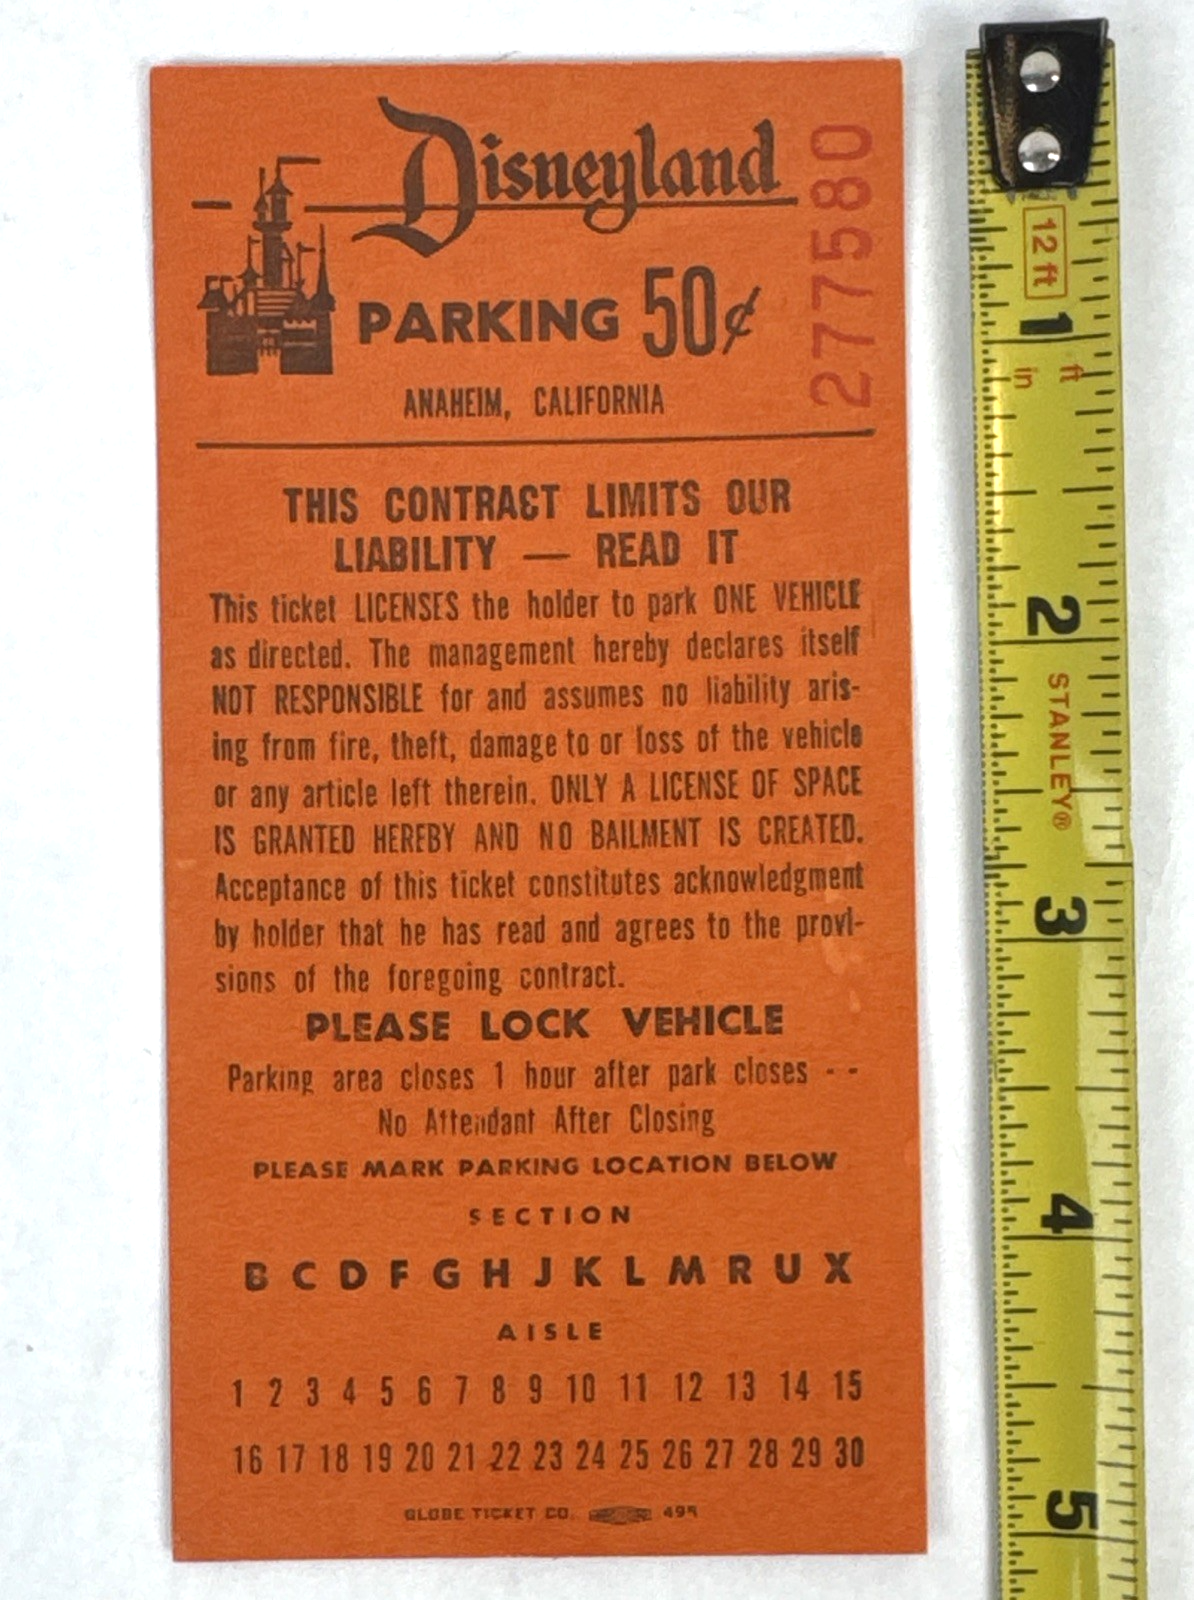 Disneyland
PARKING 50¢
277580
ANAHEIM, CALIFORNIA
THIS CONTRACT LIMITS OUR
LIABILITY — READ IT
This ticket LICENSES the holder to park ONE VEHICLE
as directed. The management hereby declares itself
NOT RESPONSIBLE for and assumes no liability aris-
ing from fire, theft, damage to or loss of the vehicle
or any article left therein. ONLY A LICENSE OF SPACE
IS GRANTED HEREBY AND NO BAILMENT IS CREATED.
Acceptance of this ticket constitutes acknowledgment
by holder that he has read and agrees to the provi-
sions of the foregoing contract.
PLEASE LOCK VEHICLE
Parking area closes 1 hour after park closes - -
No Attendant After Closing
PLEASE MARK PARKING LOCATION BELOW
SECTION
B C D F G H J K L M R U X
AISLE
1 2 3 4 5 6 7 8 9 10 11 12 13 14 15
16 17 18 19 20 21 22 23 24 25 26 27 28 29 30
GLOBE TICKET CO. 495
12 ft
1
in ft
2
STANLEY®
3
4
5